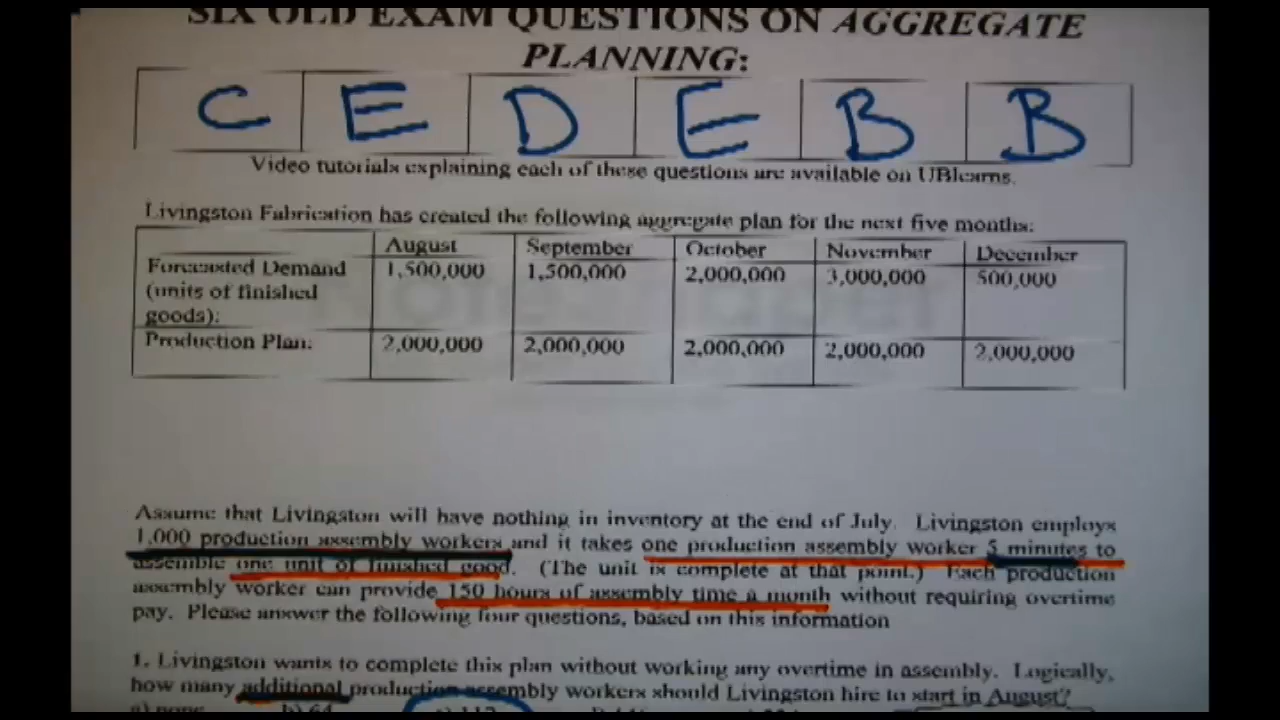 SIX OLD EXAM QUESTIONS ON AGGREGATE
PLANNING:
C E D E B B
Video tutorials explaining each of these questions are available on UBlearns.
Livingston Fabrication has created the following aggregate plan for the next five months:
August September October November December
Forecasted Demand 1,500,000 1,500,000 2,000,000 3,000,000 500,000
(units of finished
goods):
Production Plan: 2,000,000 2,000,000 2,000,000 2,000,000 2,000,000
Assume that Livingston will have nothing in inventory at the end of July. Livingston employs
1,000 production assembly workers and it takes one production assembly worker 5 minutes to
assemble one unit of finished good. (The unit is complete at that point.) Each production
assembly worker can provide 150 hours of assembly time a month without requiring overtime
pay. Please answer the following four questions, based on this information
1. Livingston wants to complete this plan without working any overtime in assembly. Logically,
how many additional production assembly workers should Livingston hire to start in August?
a) none b) 64 c) 112